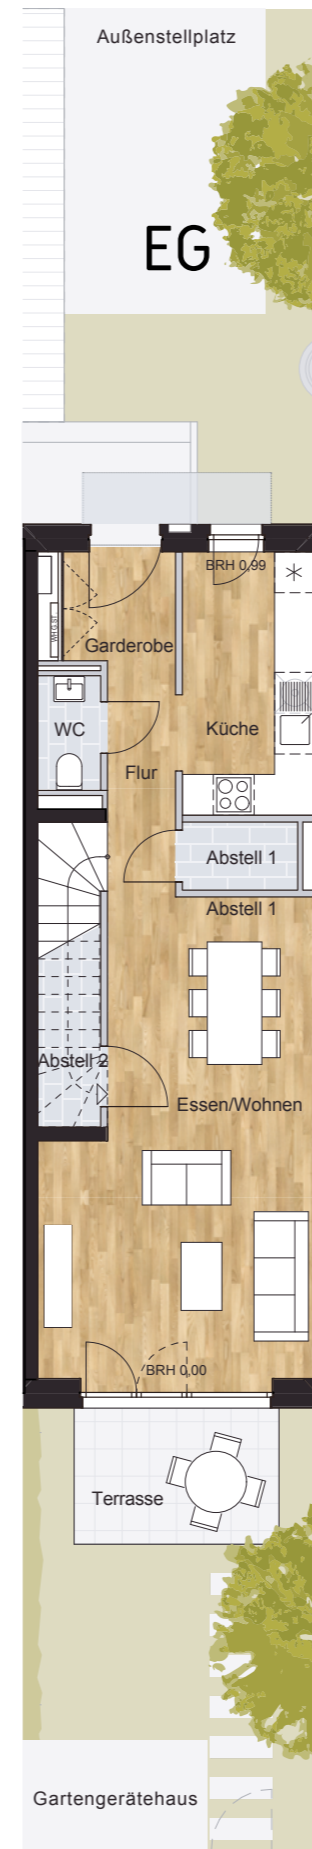 Außenstellplatz
EG
BRH 0,99
Garderobe
WC
Küche
Flur
Abstell 1
Abstell 1
Abstell 2
Essen/Wohnen
BRH 0,00
Terrasse
Gartengerätehaus